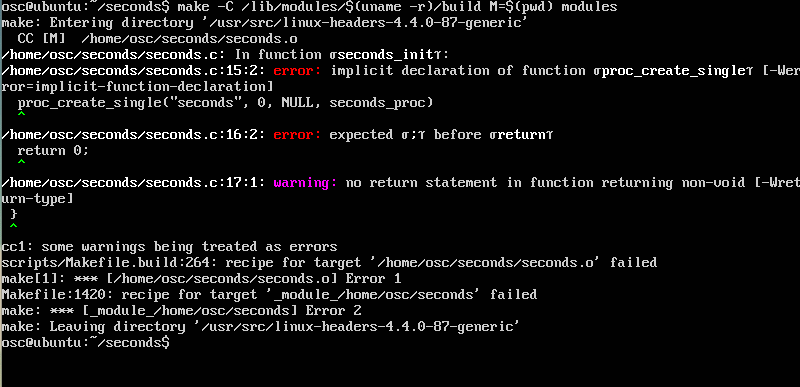 osc@ubuntu:~/seconds$ make -C /lib/modules/$(uname -r)/build M=$(pwd) modules
make: Entering directory '/usr/src/linux-headers-4.4.0-87-generic'
  CC [M]  /home/osc/seconds/seconds.o
/home/osc/seconds/seconds.c: In function σseconds_initτ:
/home/osc/seconds/seconds.c:15:2: error: implicit declaration of function σproc_create_singleτ [-Wer
ror=implicit-function-declaration]
  proc_create_single("seconds", 0, NULL, seconds_proc)
  ^
/home/osc/seconds/seconds.c:16:2: error: expected σ;τ before σreturnτ
  return 0;
  ^
/home/osc/seconds/seconds.c:17:1: warning: no return statement in function returning non-void [-Wret
urn-type]
 }
 ^
cc1: some warnings being treated as errors
scripts/Makefile.build:264: recipe for target '/home/osc/seconds/seconds.o' failed
make[1]: *** [/home/osc/seconds/seconds.o] Error 1
Makefile:1420: recipe for target '_module_/home/osc/seconds' failed
make: *** [_module_/home/osc/seconds] Error 2
make: Leaving directory '/usr/src/linux-headers-4.4.0-87-generic'
osc@ubuntu:~/seconds$